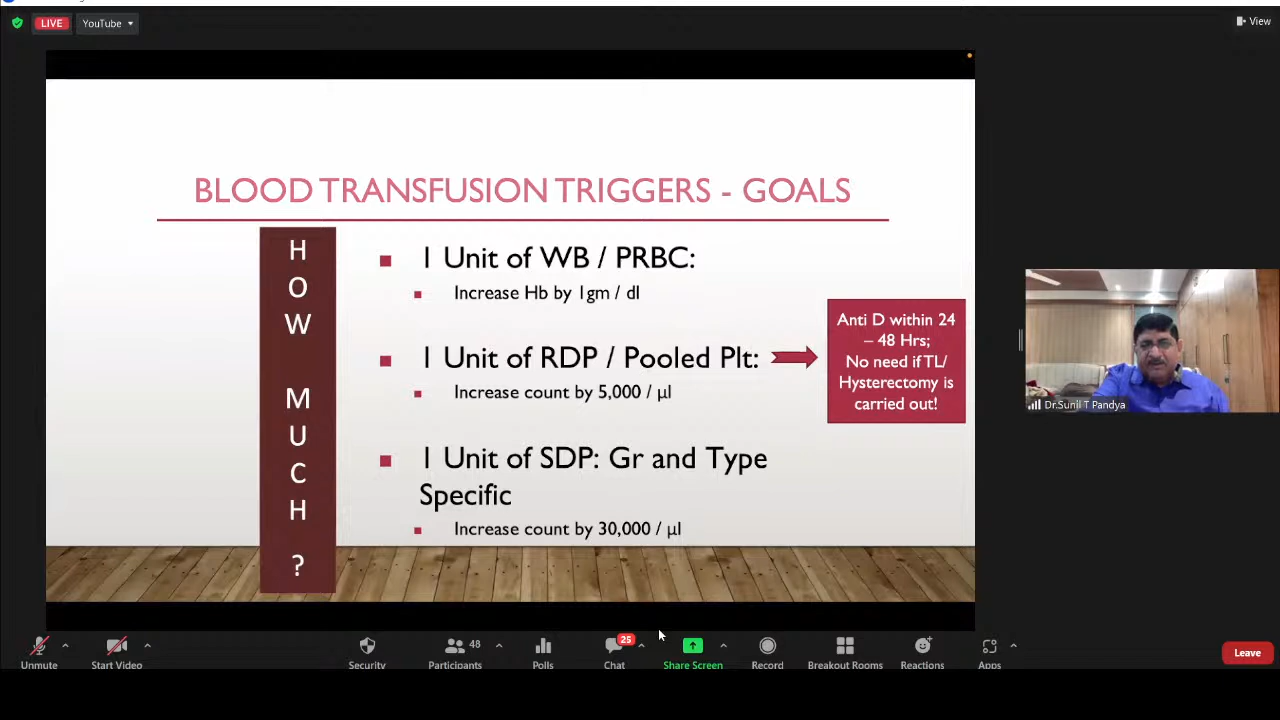 LIVE
YouTube
View
BLOOD TRANSFUSION TRIGGERS - GOALS
H
O
W
M
U
C
H
?
1 Unit of WB / PRBC:
Increase Hb by 1gm / dl
1 Unit of RDP / Pooled Plt:
Increase count by 5,000 / µl
1 Unit of SDP: Gr and Type
Specific
Increase count by 30,000 / µl
Anti D within 24
– 48 Hrs;
No need if TL/
Hysterectomy is
carried out!
Dr.Sunil T Pandya
Unmute
Start Video
Security
48
Participants
Polls
25
Chat
Share Screen
Record
Breakout Rooms
Reactions
Apps
Leave